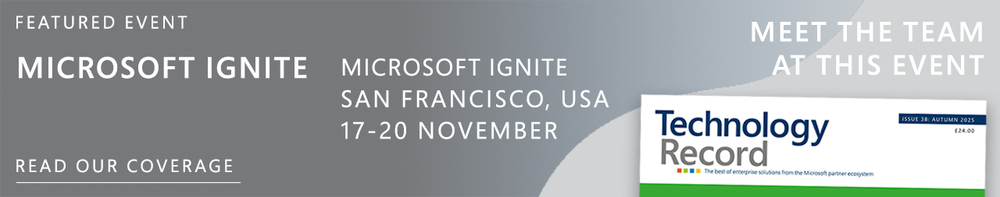 FEATURED EVENT
MICROSOFT IGNITE
READ OUR COVERAGE
MICROSOFT IGNITE
SAN FRANCISCO, USA
17-20 NOVEMBER
MEET THE TEAM
AT THIS EVENT
Technology
Record
The best of enterprise solutions from the Microsoft partner ecosystem
ISSUE 38: AUTUMN 2025
£24.00